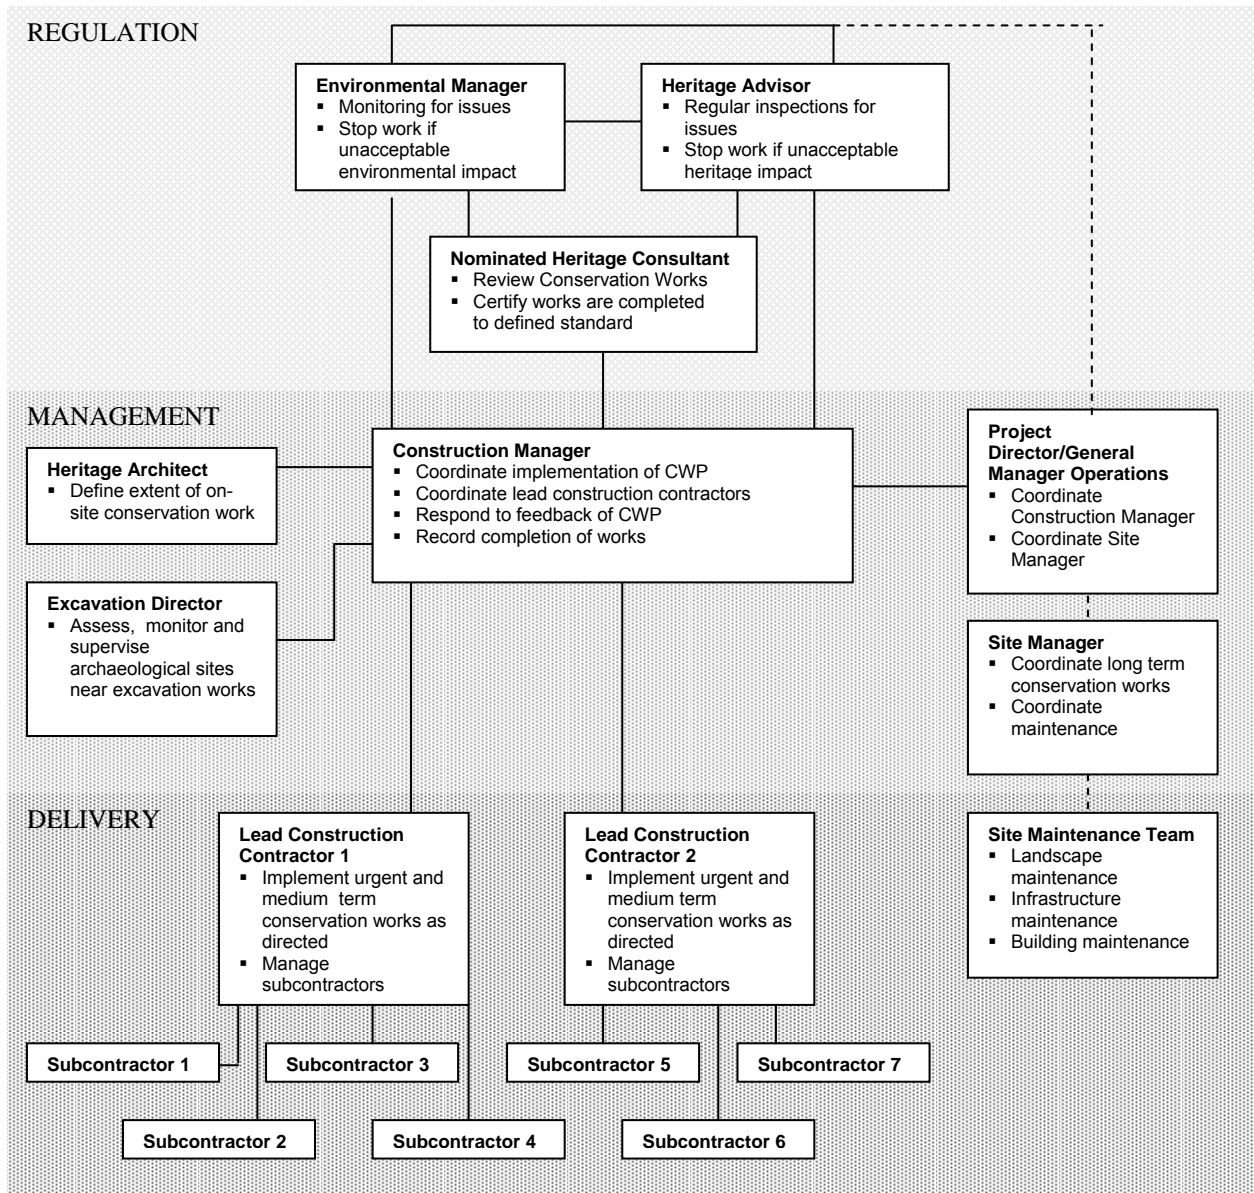 REGULATION
Environmental Manager
▪ Monitoring for issues
▪ Stop work if
unacceptable
environmental impact
Heritage Advisor
▪ Regular inspections for
issues
▪ Stop work if unacceptable
heritage impact
Nominated Heritage Consultant
▪ Review Conservation Works
▪ Certify works are completed
to defined standard
MANAGEMENT
Heritage Architect
▪ Define extent of on-
site conservation work
Construction Manager
▪ Coordinate implementation of CWP
▪ Coordinate lead construction contractors
▪ Respond to feedback of CWP
▪ Record completion of works
Project
Director/General
Manager Operations
▪ Coordinate
Construction Manager
▪ Coordinate Site
Manager
Excavation Director
▪ Assess, monitor and
supervise
archaeological sites
near excavation works
Site Manager
▪ Coordinate long term
conservation works
▪ Coordinate
maintenance
DELIVERY
Lead Construction
Contractor 1
▪ Implement urgent and
medium term
conservation works as
directed
▪ Manage
subcontractors
Lead Construction
Contractor 2
▪ Implement urgent and
medium term
conservation works as
directed
▪ Manage
subcontractors
Site Maintenance Team
▪ Landscape
maintenance
▪ Infrastructure
maintenance
▪ Building maintenance
Subcontractor 1
Subcontractor 3
Subcontractor 5
Subcontractor 7
Subcontractor 2
Subcontractor 4
Subcontractor 6